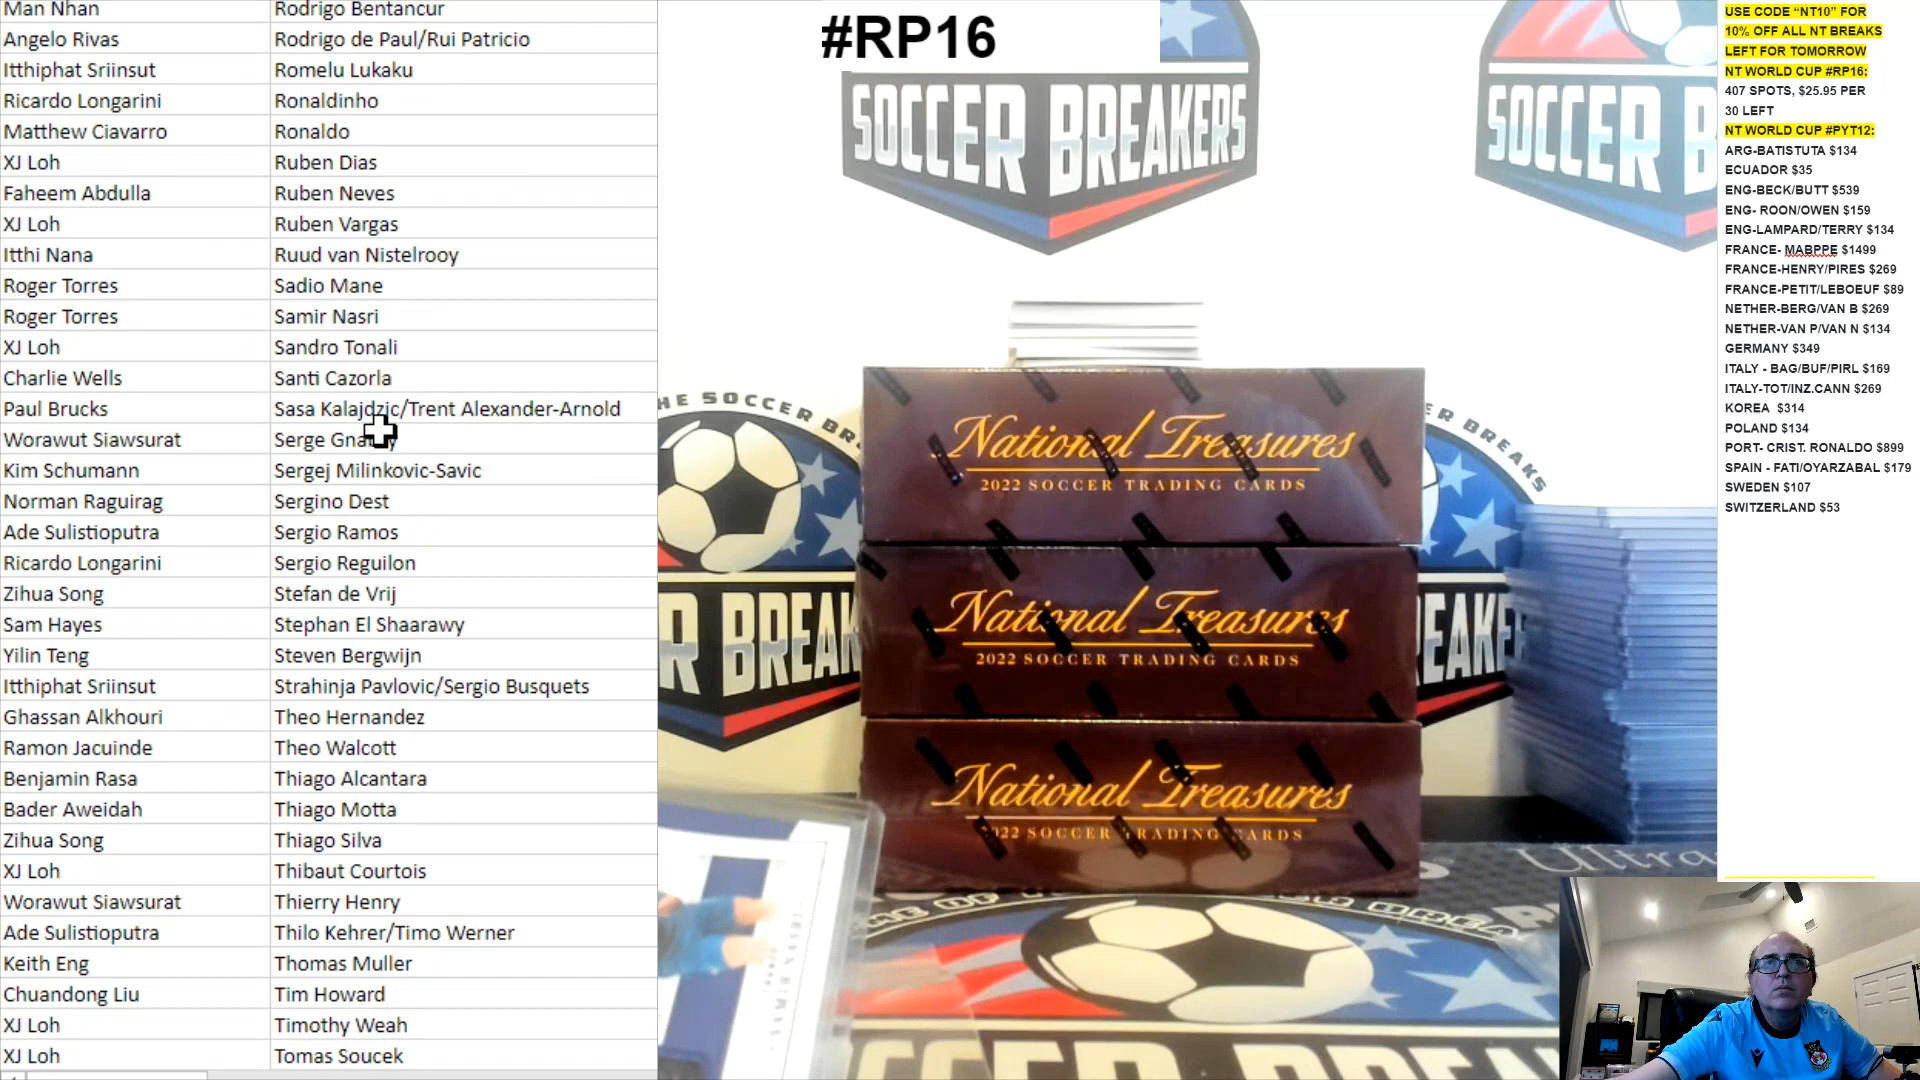 Man Nhan Rodrigo Bentancur
Angelo Rivas Rodrigo de Paul/Rui Patricio
Itthiphat Sriinsut Romelu Lukaku
Ricardo Longarini Ronaldinho
Matthew Ciavarro Ronaldo
XJ Loh Ruben Dias
Faheem Abdulla Ruben Neves
XJ Loh Ruben Vargas
Itthi Nana Ruud van Nistelrooy
Roger Torres Sadio Mane
Roger Torres Samir Nasri
XJ Loh Sandro Tonali
Charlie Wells Santi Cazorla
Paul Brucks Sasa Kalajdzic/Trent Alexander-Arnold
Worawut Siawsurat Serge
Kim Schumann Sergej Milinkovic-Savic
Norman Raguirag Sergino Dest
Ade Sulistioputra Sergio Ramos
Ricardo Longarini Sergio Reguilon
Zihua Song Stefan de Vrij
Sam Hayes Stephan El Shaarawy
Yilin Teng Steven Bergwijn
Itthiphat Sriinsut Strahinja Pavlovic/Sergio Busquets
Ghassan Alkhouri Theo Hernandez
Ramon Jacuinde Theo Walcott
Benjamin Rasa Thiago Alcantara
Bader Aweidah Thiago Motta
Zihua Song Thiago Silva
XJ Loh Thibaut Courtois
Worawut Siawsurat Thierry Henry
Ade Sulistioputra Thilo Kehrer/Timo Werner
Keith Eng Thomas Muller
Chuandong Liu Tim Howard
XJ Loh Timothy Weah
XJ Loh Tomas Soucek
#RP16
SOCCER BREAKERS
SOCCER B
THE SOCCER BR
R BREAK
ER BREAKS
EAKER
National Treasures
2022 SOCCER TRADING CARDS
National Treasures
2022 SOCCER TRADING CARDS
National Treasures
2022 SOCCER TRADING CARDS
Ultra
USE CODE “NT10” FOR
10% OFF ALL NT BREAKS
LEFT FOR TOMORROW
NT WORLD CUP #RP16:
407 SPOTS, $25.95 PER
30 LEFT
NT WORLD CUP #PYT12:
ARG-BATISTUTA $134
ECUADOR $35
ENG-BECK/BUTT $539
ENG- ROON/OWEN $159
ENG-LAMPARD/TERRY $134
FRANCE- MABPPE $1499
FRANCE-HENRY/PIRES $269
FRANCE-PETIT/LEBOEUF $89
NETHER-BERG/VAN B $269
NETHER-VAN P/VAN N $134
GERMANY $349
ITALY - BAG/BUF/PIRL $169
ITALY-TOT/INZ.CANN $269
KOREA $314
POLAND $134
PORT- CRIST. RONALDO $899
SPAIN - FATI/OYARZABAL $179
SWEDEN $107
SWITZERLAND $53